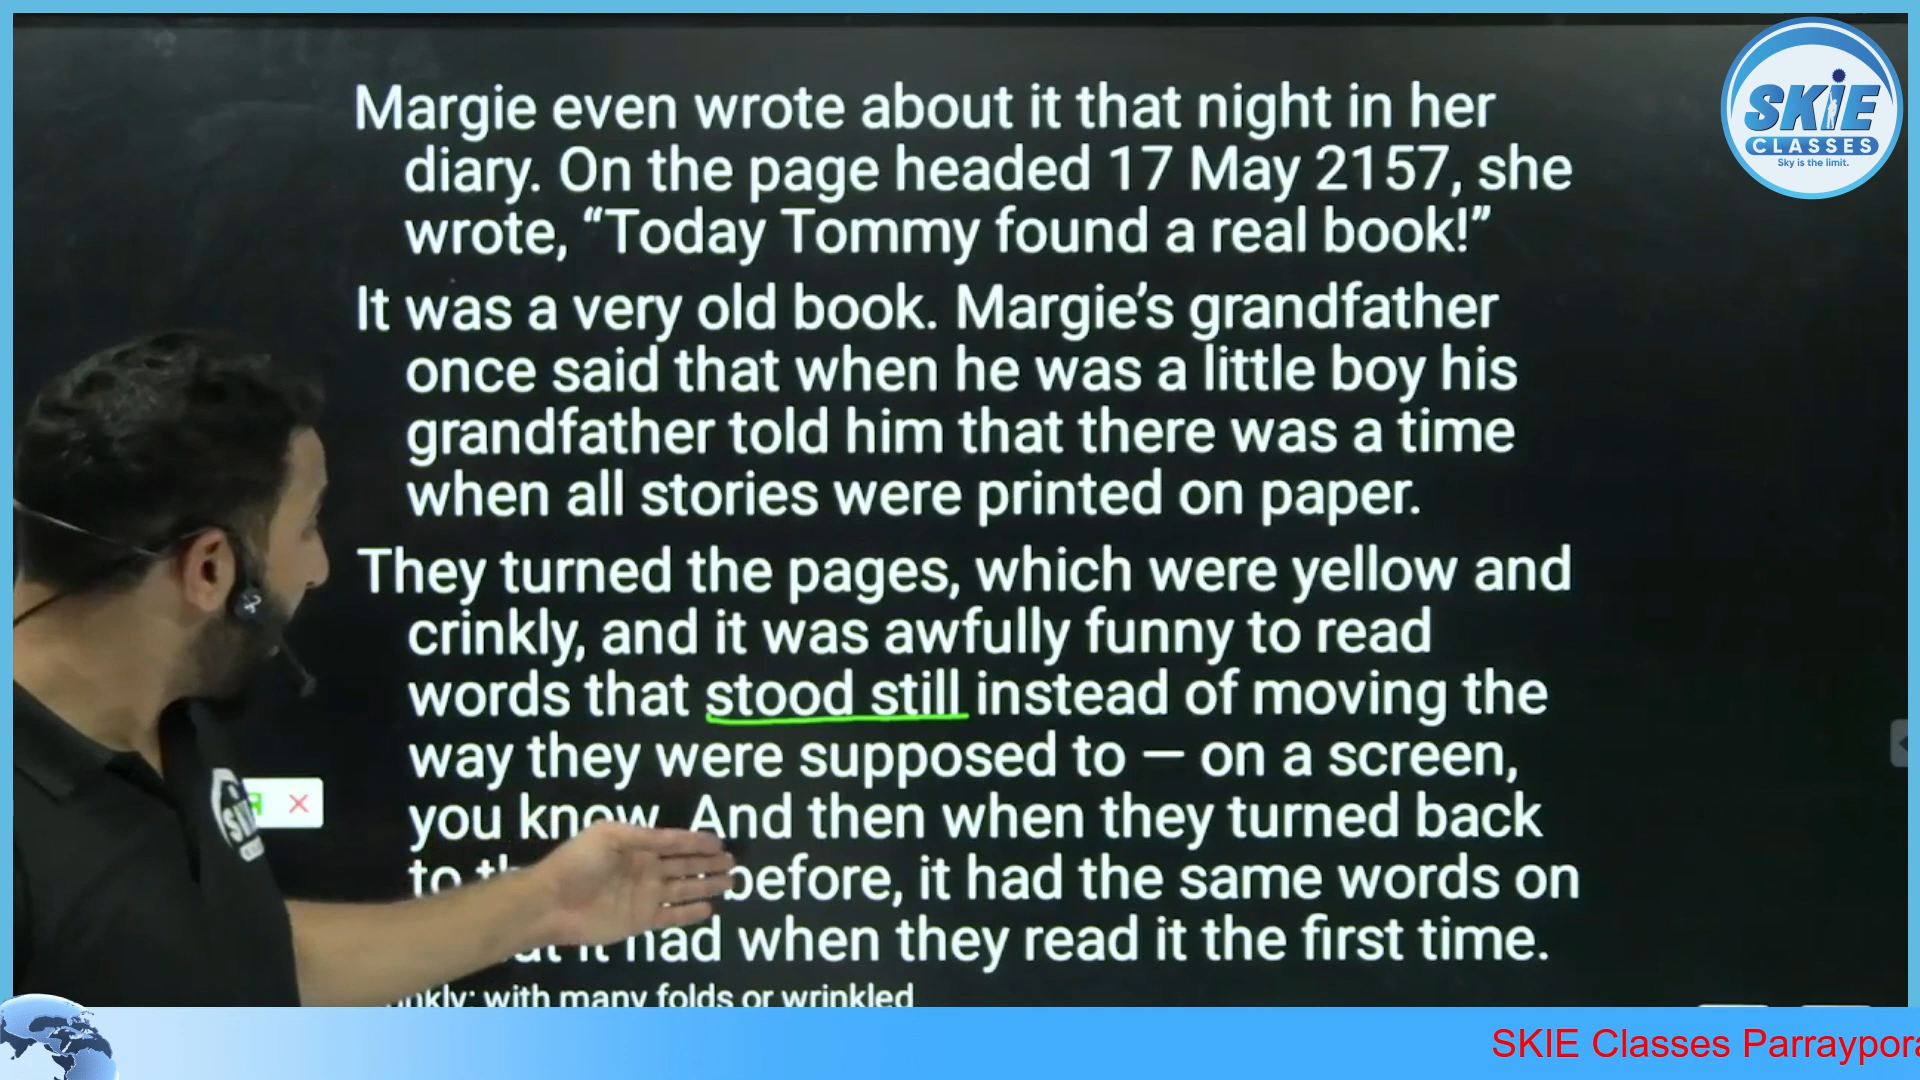 Margie even wrote about it that night in her
diary. On the page headed 17 May 2157, she
wrote, “Today Tommy found a real book!”
It was a very old book. Margie’s grandfather
once said that when he was a little boy his
grandfather told him that there was a time
when all stories were printed on paper.
They turned the pages, which were yellow and
crinkly, and it was awfully funny to read
words that stood still instead of moving the
way they were supposed to — on a screen,
you know. And then when they turned back
to before, it had the same words on
it had when they read it the first time.
with many folds or wrinkled
SKIE
CLASSES
Sky is the limit.
SKIE Classes Parraypora